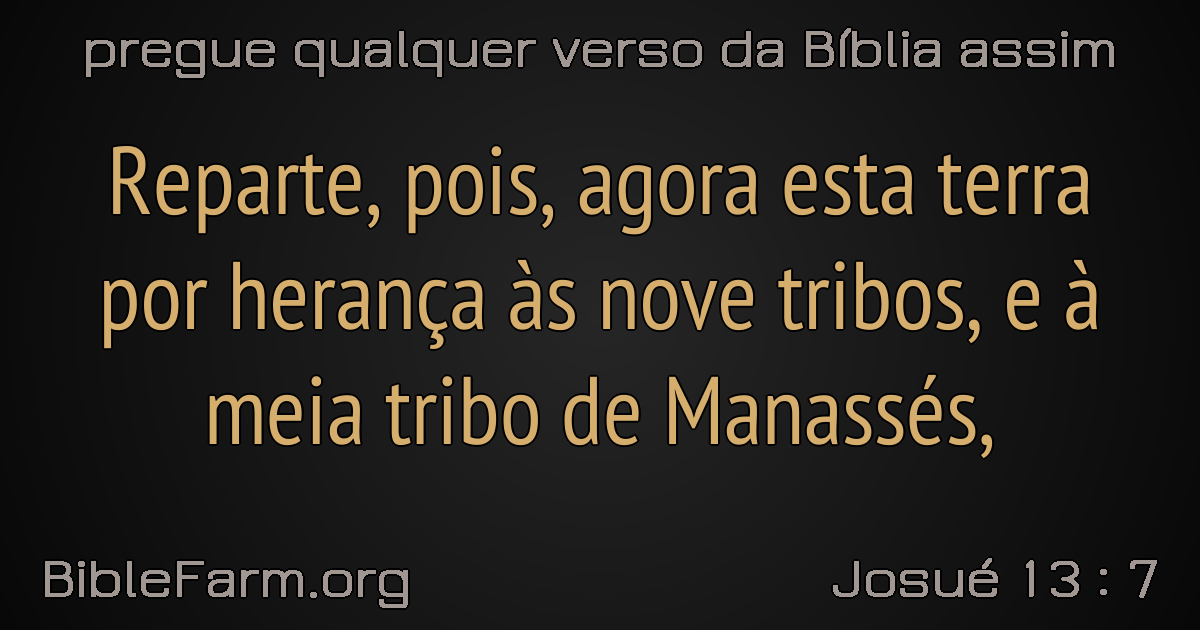 pregue qualquer verso da Bíblia assim
Reparte, pois, agora esta terra
por herança às nove tribos, e à
meia tribo de Manassés,
BibleFarm.org
Josué 13 : 7